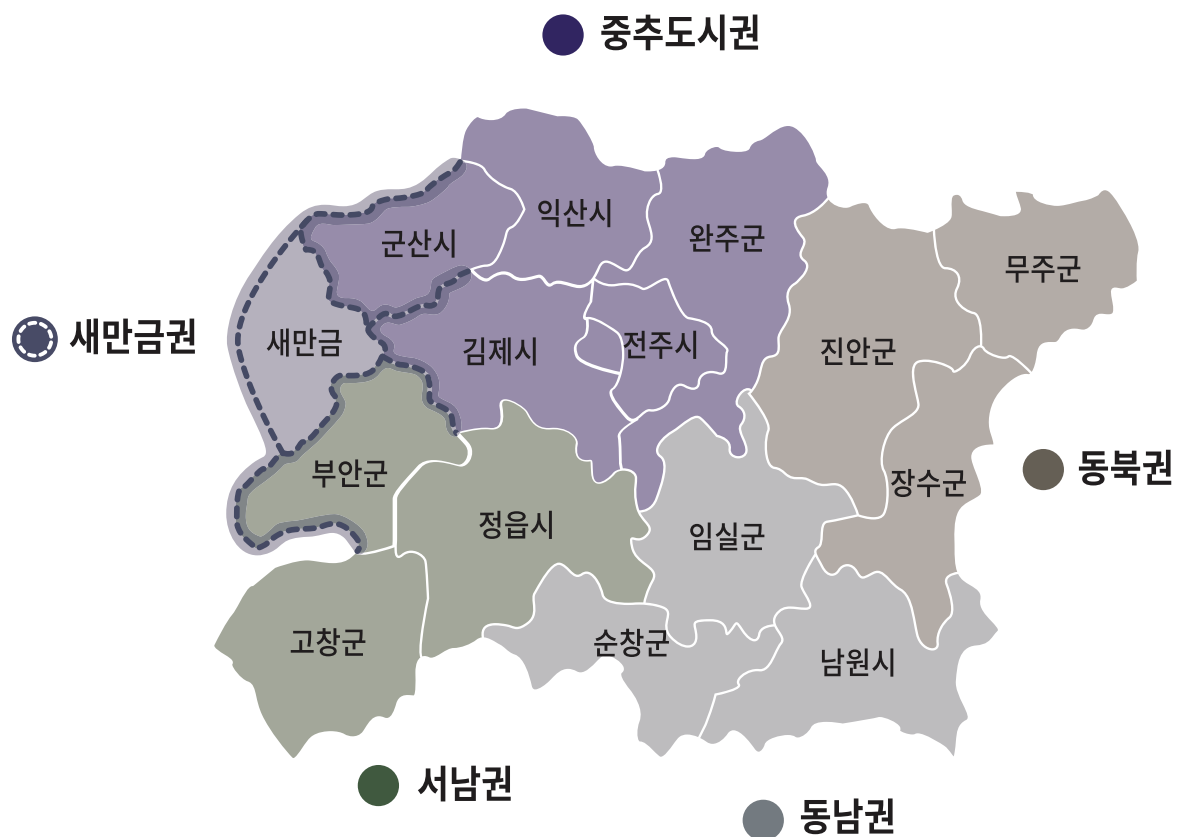 중추도시권
익산시
완주군
군산시
무주군
새만금권
새만금
김제시
전주시
진안군
부안군
장수군
동북권
정읍시
임실군
고창군
순창군
남원시
서남권
동남권